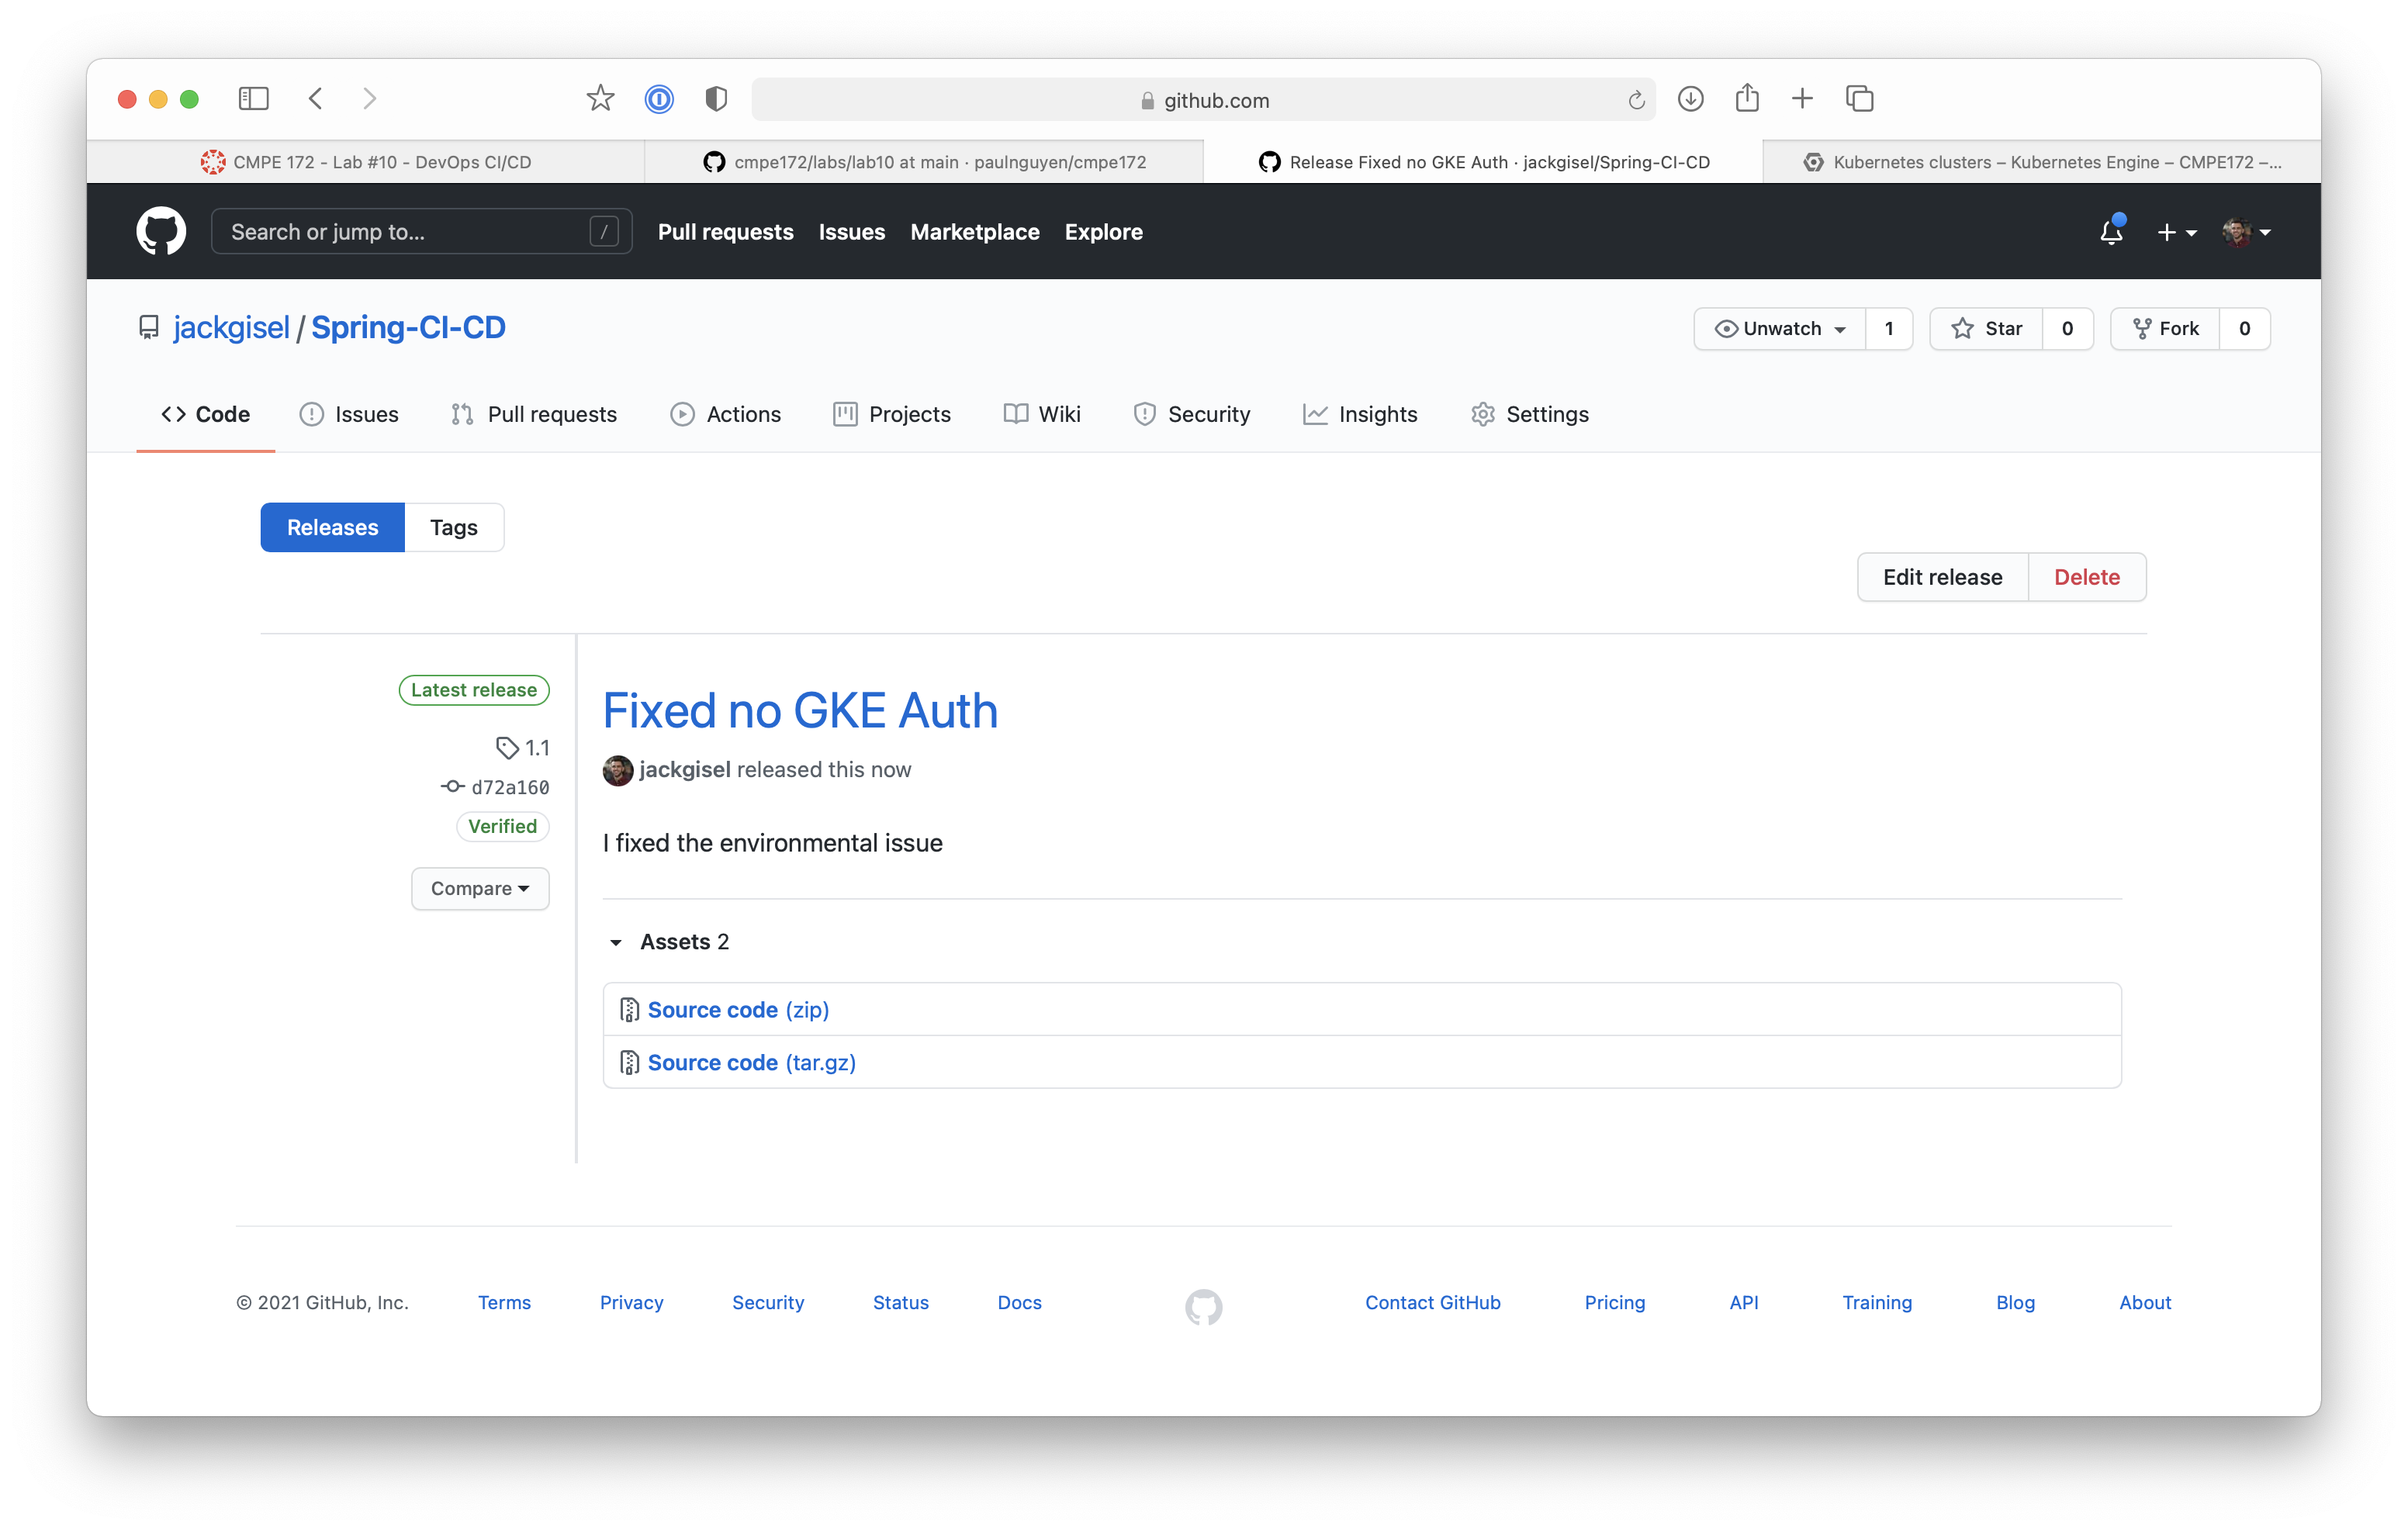 github.com
CMPE 172 - Lab #10 - DevOps CI/CD
cmpe172/labs/lab10 at main · paulnguyen/cmpe172
Release Fixed no GKE Auth · jackgisel/Spring-CI-CD
Kubernetes clusters – Kubernetes Engine – CMPE172 –...
Search or jump to... /
Pull requests Issues Marketplace Explore
jackgisel / Spring-CI-CD
Unwatch 1 Star 0 Fork 0
Code Issues Pull requests Actions Projects Wiki Security Insights Settings
Releases Tags
Edit release Delete
Latest release
1.1
d72a160
Verified
Compare
Fixed no GKE Auth
jackgisel released this now
I fixed the environmental issue
Assets 2
Source code (zip)
Source code (tar.gz)
© 2021 GitHub, Inc. Terms Privacy Security Status Docs Contact GitHub Pricing API Training Blog About